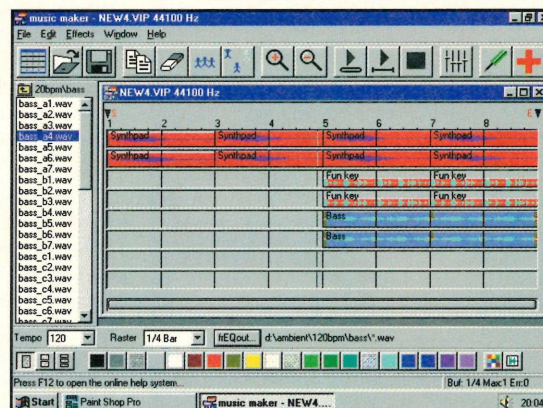 music maker - NEW4.VIP 44100 Hz
File Edit Effects Window Help
20bpm\bass
bass_a1.wav
bass_a2.wav
bass_a3.wav
bass_a4.wav
bass_a5.wav
bass_a6.wav
bass_a7.wav
bass_b1.wav
bass_b2.wav
bass_b3.wav
bass_b4.wav
bass_b5.wav
bass_b6.wav
bass_b7.wav
bass_c1.wav
bass_c2.wav
bass_c3.wav
bass_c4.wav
bass_c5.wav
bass_c6.wav
bass_c7.wav
NEW4.VIP 44100 Hz
S E
1 2 3 4 5 6 7 8
Synthpad Synthpad Synthpad Synthpad
Synthpad Synthpad Synthpad Synthpad
Fun key Fun key
Fun key Fun key
Bass
Bass
Tempo 120 Raster 1/4 Bar frEQout... d:\ambient\120bpm\bass\*.wav
Press F12 to open the online help system... Buf: 1/4 Max:1 Err:0
Start Paint Shop Pro music maker - NEW4.... 20:04